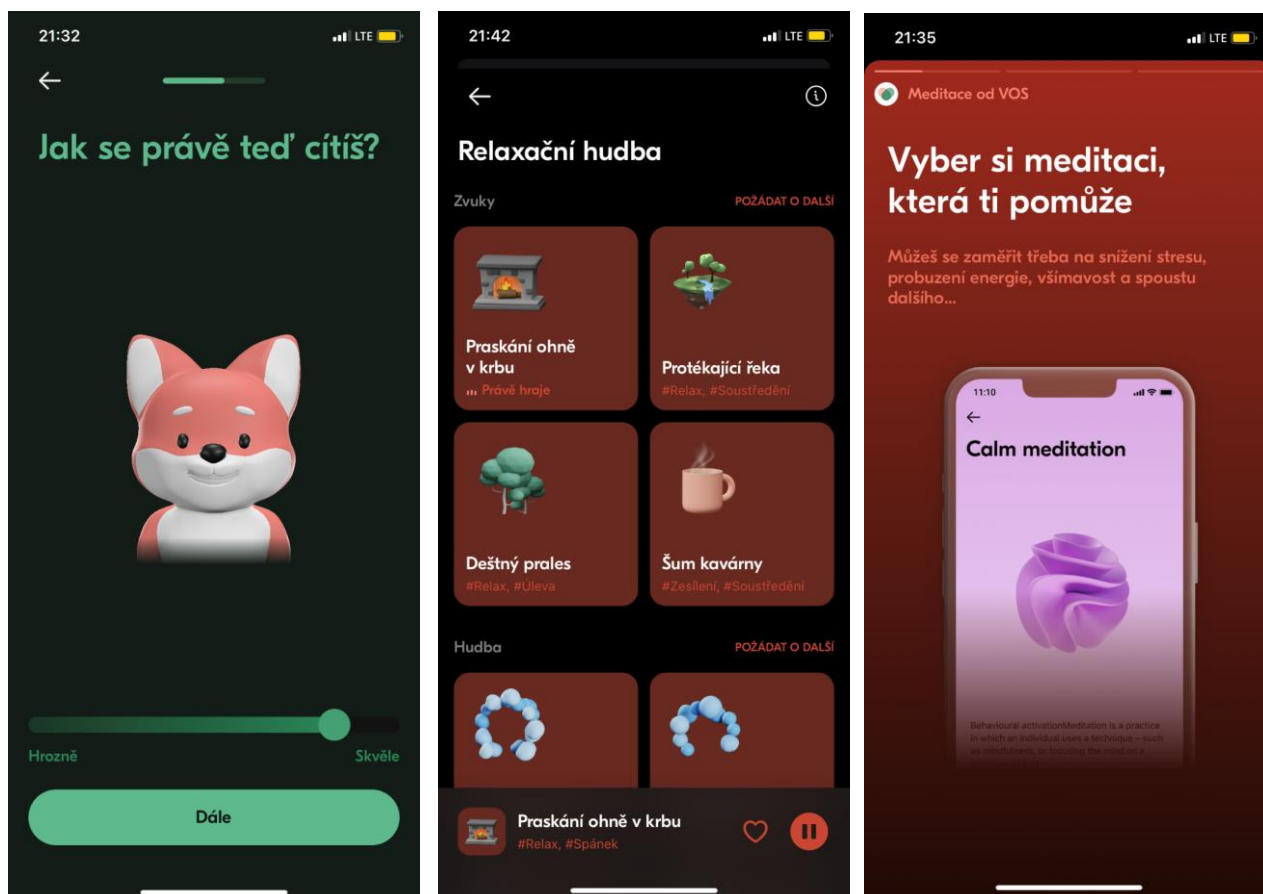 21:32
LTE
Jak se právě teď cítíš?
Hrozně
Skvěle
Dále
21:42
LTE
Relaxační hudba
Zvuky
POŽÁDAT O DALŠÍ
Praskání ohně
v krbu
Právě hraje
Protékající řeka
#Relax, #Soustředění
Deštný prales
#Relax, #Úleva
Šum kavárny
#Zesílení, #Soustředění
Hudba
POŽÁDAT O DALŠÍ
Praskání ohně v krbu
#Relax, #Spánek
21:35
LTE
Meditace od VOS
Vyber si meditaci,
která ti pomůže
Můžeš se zaměřit třeba na snížení stresu,
probuzení energie, všímavost a spoustu
dalšího...
11:10
Calm meditation
Behavioural activationMeditation is a practice
in which an individual uses a technique – such
as mindfulness, or focusing the mind on a